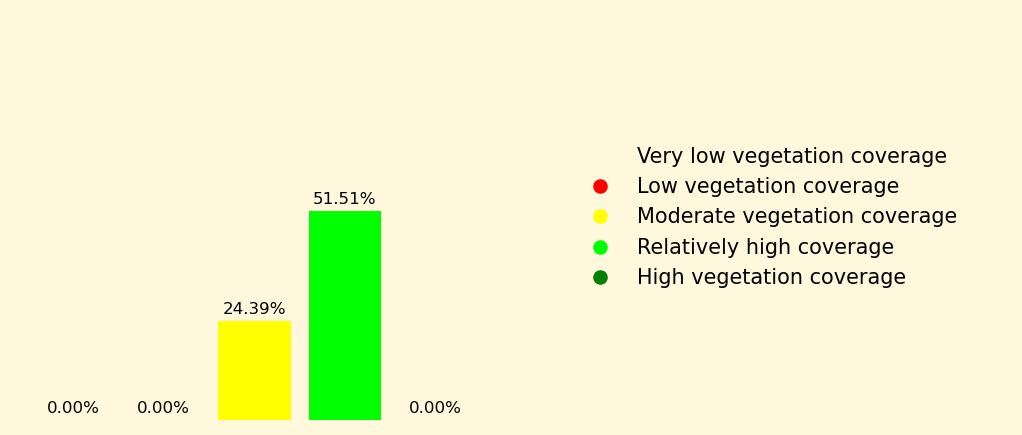 Very low vegetation coverage
Low vegetation coverage
51.51%
Moderate vegetation coverage
Relatively high coverage
High vegetation coverage
24.39%
0.00%
0.00%
0.00%